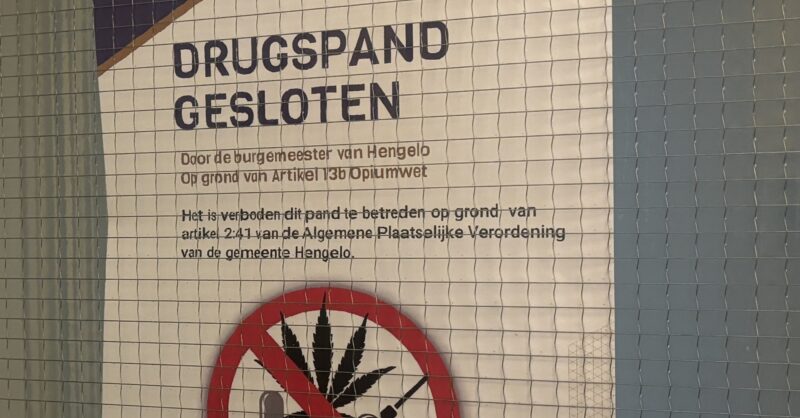 DRUGSPAND
GESLOTEN
Door de burgemeester van Hengelo
Op grond van Artikel 13b Opiumwet
Het is verboden dit pand te betreden op grond van
artikel 2:41 van de Algemene Plaatselijke Verordening
van de gemeente Hengelo.